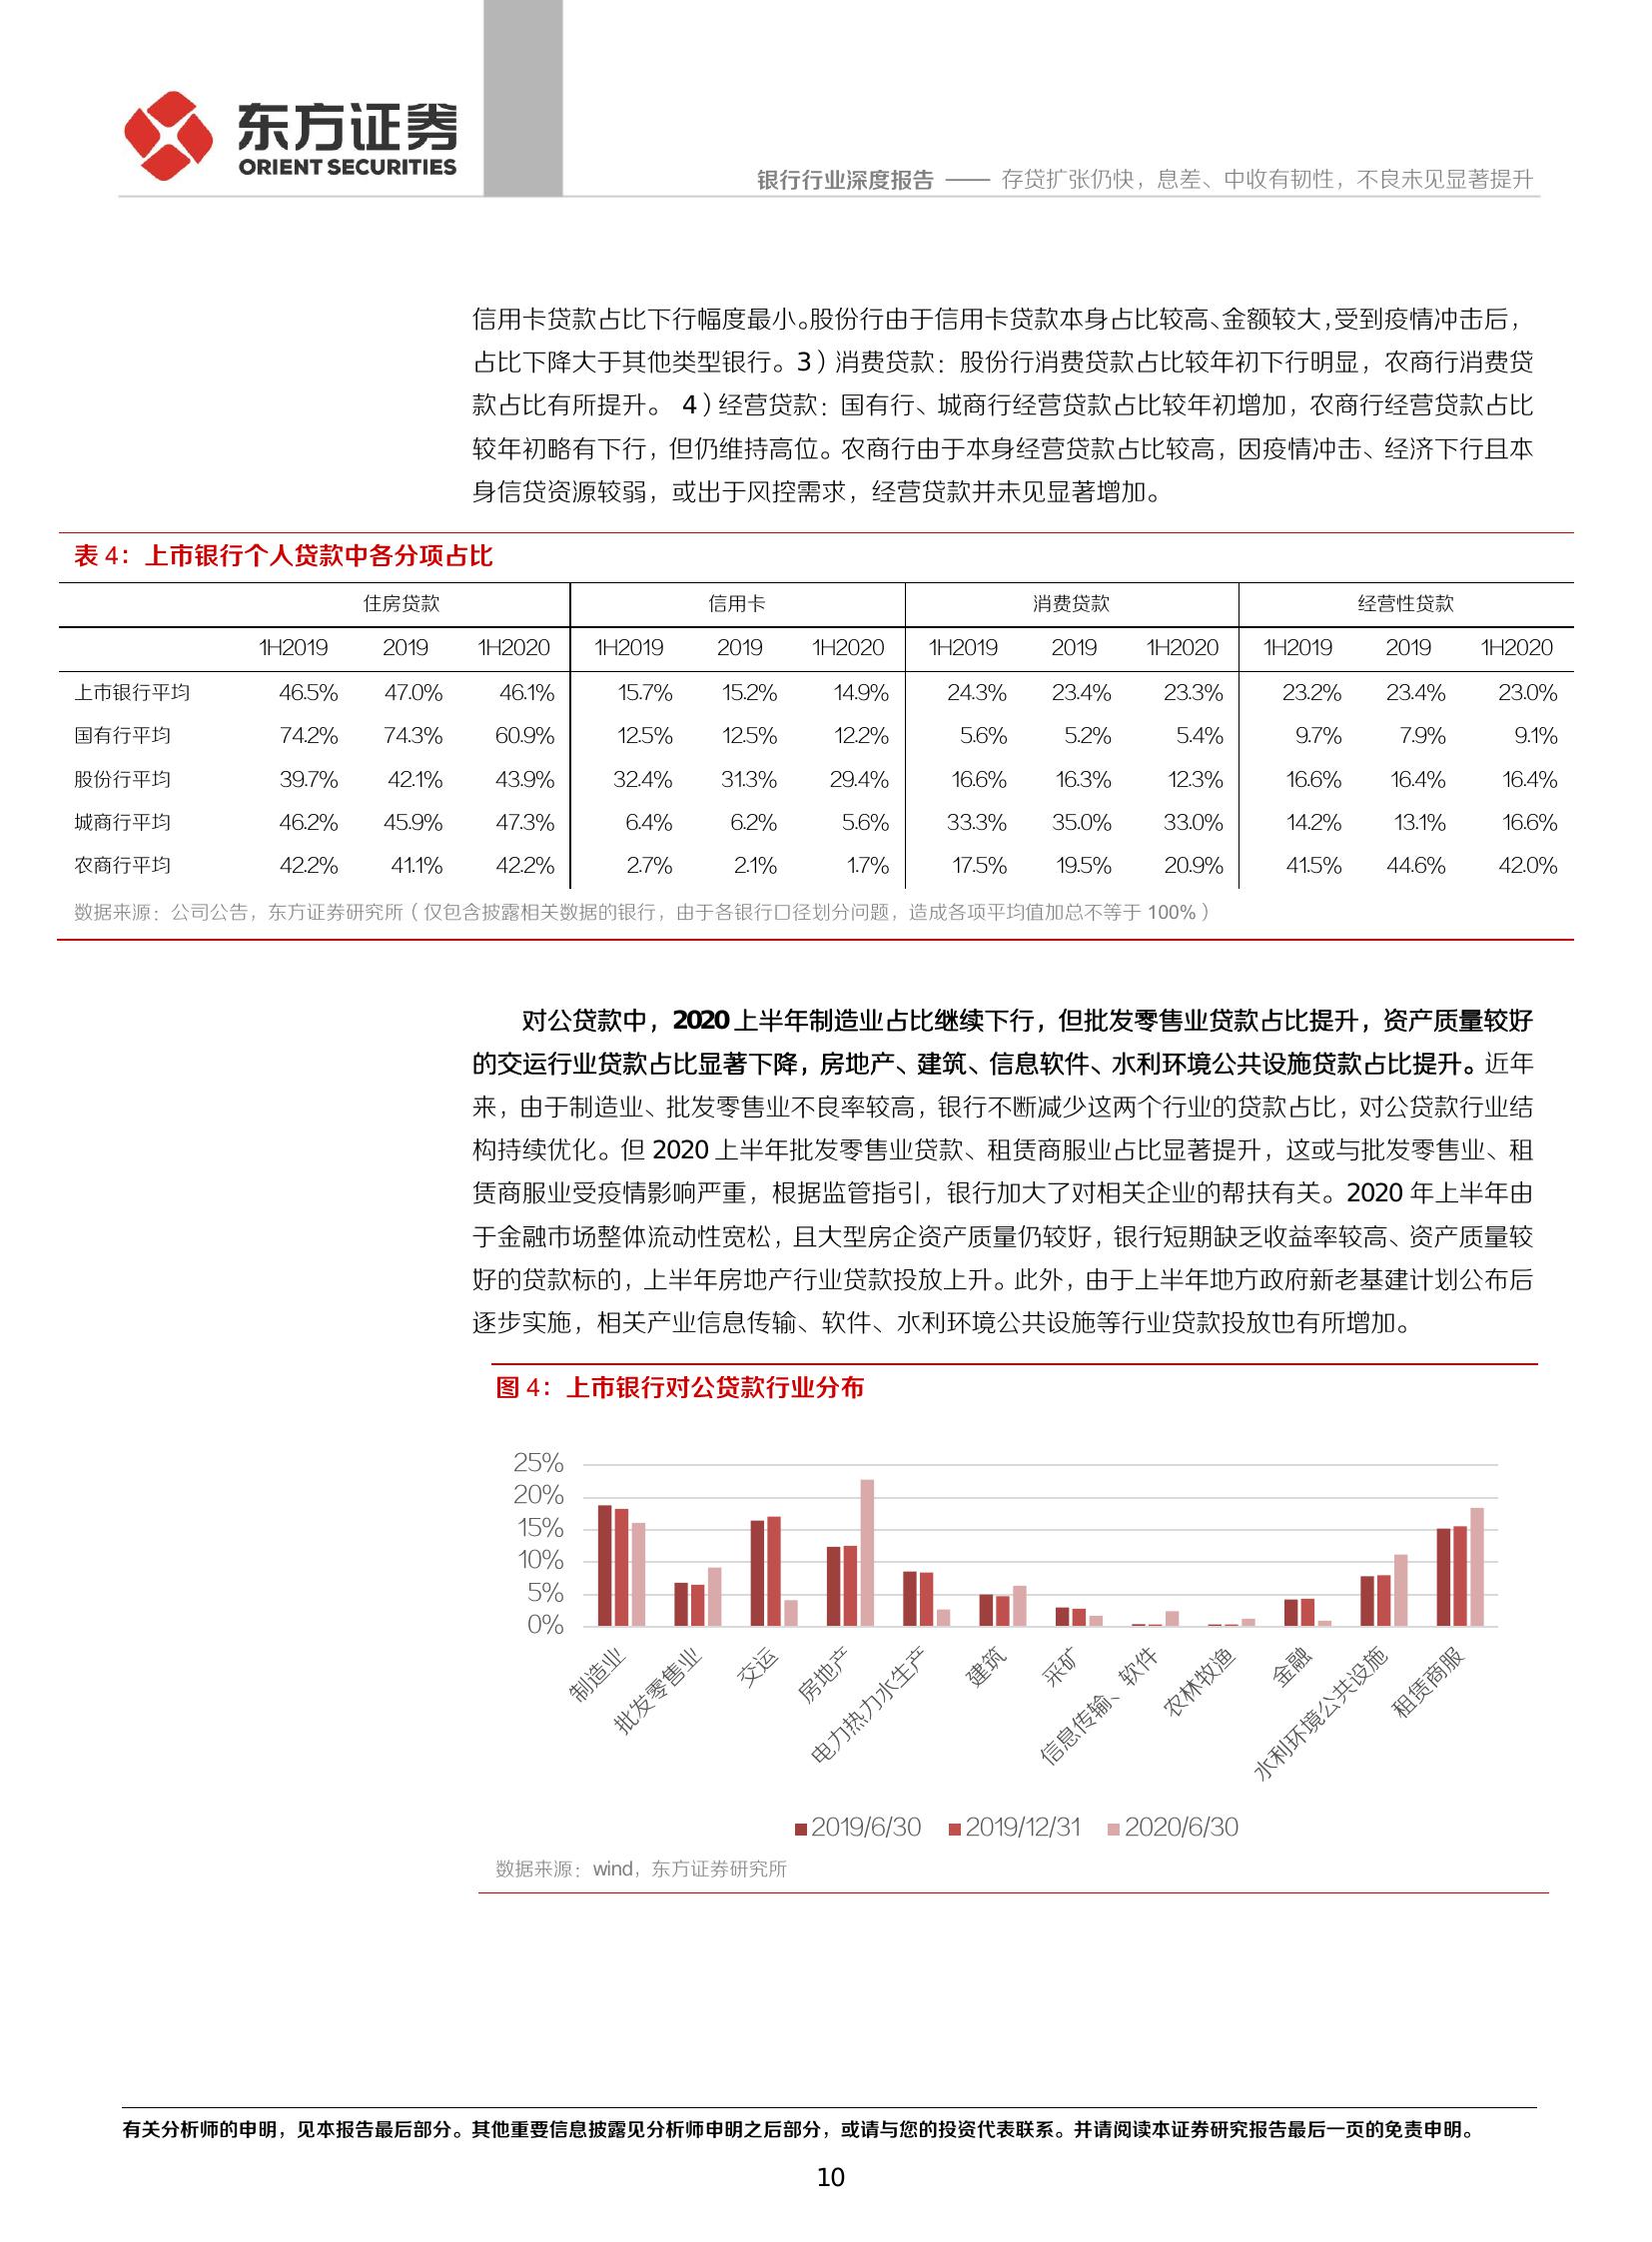 东方证券
ORIENT SECURITIES
银行行业深度报告 —— 存贷扩张仍快，息差、中收有韧性，不良未见显著提升
信用卡贷款占比下行幅度最小。股份行由于信用卡贷款本身占比较高、金额较大，受到疫情冲击后，
占比下降大于其他类型银行。3）消费贷款：股份行消费贷款占比较年初下行明显，农商行消费贷
款占比有所提升。 4）经营贷款：国有行、城商行经营贷款占比较年初增加，农商行经营贷款占比
较年初略有下行，但仍维持高位。农商行由于本身经营贷款占比较高，因疫情冲击、经济下行且本
身信贷资源较弱，或出于风控需求，经营贷款并未见显著增加。
表 4：上市银行个人贷款中各分项占比
住房贷款 信用卡 消费贷款 经营性贷款
1H2019 2019 1H2020 1H2019 2019 1H2020 1H2019 2019 1H2020 1H2019 2019 1H2020
上市银行平均 46.5% 47.0% 46.1% 15.7% 15.2% 14.9% 24.3% 23.4% 23.3% 23.2% 23.4% 23.0%
国有行平均 74.2% 74.3% 60.9% 12.5% 12.5% 12.2% 5.6% 5.2% 5.4% 9.7% 7.9% 9.1%
股份行平均 39.7% 42.1% 43.9% 32.4% 31.3% 29.4% 16.6% 16.3% 12.3% 16.6% 16.4% 16.4%
城商行平均 46.2% 45.9% 47.3% 6.4% 6.2% 5.6% 33.3% 35.0% 33.0% 14.2% 13.1% 16.6%
农商行平均 42.2% 41.1% 42.2% 2.7% 2.1% 1.7% 17.5% 19.5% 20.9% 41.5% 44.6% 42.0%
数据来源：公司公告，东方证券研究所（仅包含披露相关数据的银行，由于各银行口径划分问题，造成各项平均值加总不等于 100%）
对公贷款中，2020 上半年制造业占比继续下行，但批发零售业贷款占比提升，资产质量较好
的交运行业贷款占比显著下降，房地产、建筑、信息软件、水利环境公共设施贷款占比提升。近年
来，由于制造业、批发零售业不良率较高，银行不断减少这两个行业的贷款占比，对公贷款行业结
构持续优化。但 2020 上半年批发零售业贷款、租赁商服业占比显著提升，这或与批发零售业、租
赁商服业受疫情影响严重，根据监管指引，银行加大了对相关企业的帮扶有关。2020 年上半年由
于金融市场整体流动性宽松，且大型房企资产质量仍较好，银行短期缺乏收益率较高、资产质量较
好的贷款标的，上半年房地产行业贷款投放上升。此外，由于上半年地方政府新老基建计划公布后
逐步实施，相关产业信息传输、软件、水利环境公共设施等行业贷款投放也有所增加。
图 4：上市银行对公贷款行业分布
25%
20%
15%
10%
5%
0%
制造业 批发零售业 交运 房地产 电力热力水生产 建筑 采矿 信息传输、软件 农林牧渔 金融 水利环境公共设施 租赁商服
2019/6/30 2019/12/31 2020/6/30
数据来源：wind，东方证券研究所
有关分析师的申明，见本报告最后部分。其他重要信息披露见分析师申明之后部分，或请与您的投资代表联系。并请阅读本证券研究报告最后一页的免责申明。
10